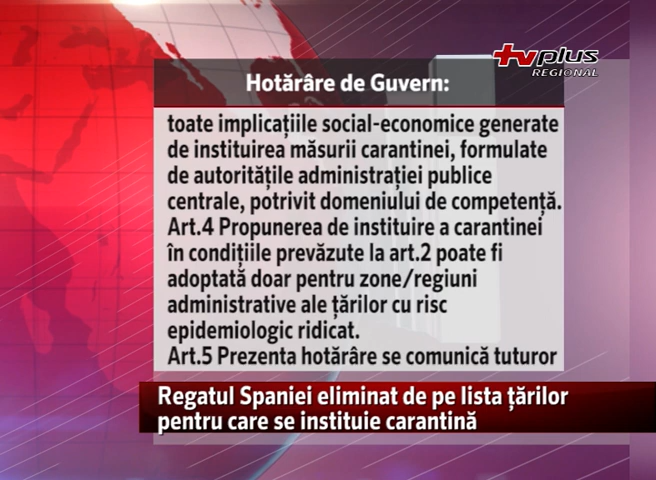 tvplus
REGIONAL
Hotărâre de Guvern:
toate implicațiile social-economice generate
de instituirea măsurii carantinei, formulate
de autoritățile administrației publice
centrale, potrivit domeniului de competență.
Art.4 Propunerea de instituire a carantinei
în condițiile prevăzute la art.2 poate fi
adoptată doar pentru zone/regiuni
administrative ale țărilor cu risc
epidemiologic ridicat.
Art.5 Prezenta hotărâre se comunică tuturor
Regatul Spaniei eliminat de pe lista țărilor
pentru care se instituie carantină